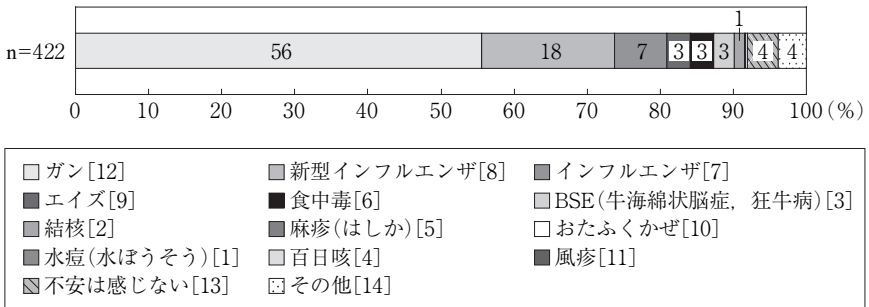 1
n=422 56 18 7 3 3 3 4 4
0 10 20 30 40 50 60 70 80 90 100(%)
ガン[12] 新型インフルエンザ[8] インフルエンザ[7]
エイズ[9] 食中毒[6] BSE(牛海綿状脳症，狂牛病)[3]
結核[2] 麻疹(はしか)[5] おたふくかぜ[10]
水痘(水ぼうそう)[1] 百日咳[4] 風疹[11]
不安は感じない[13] その他[14]